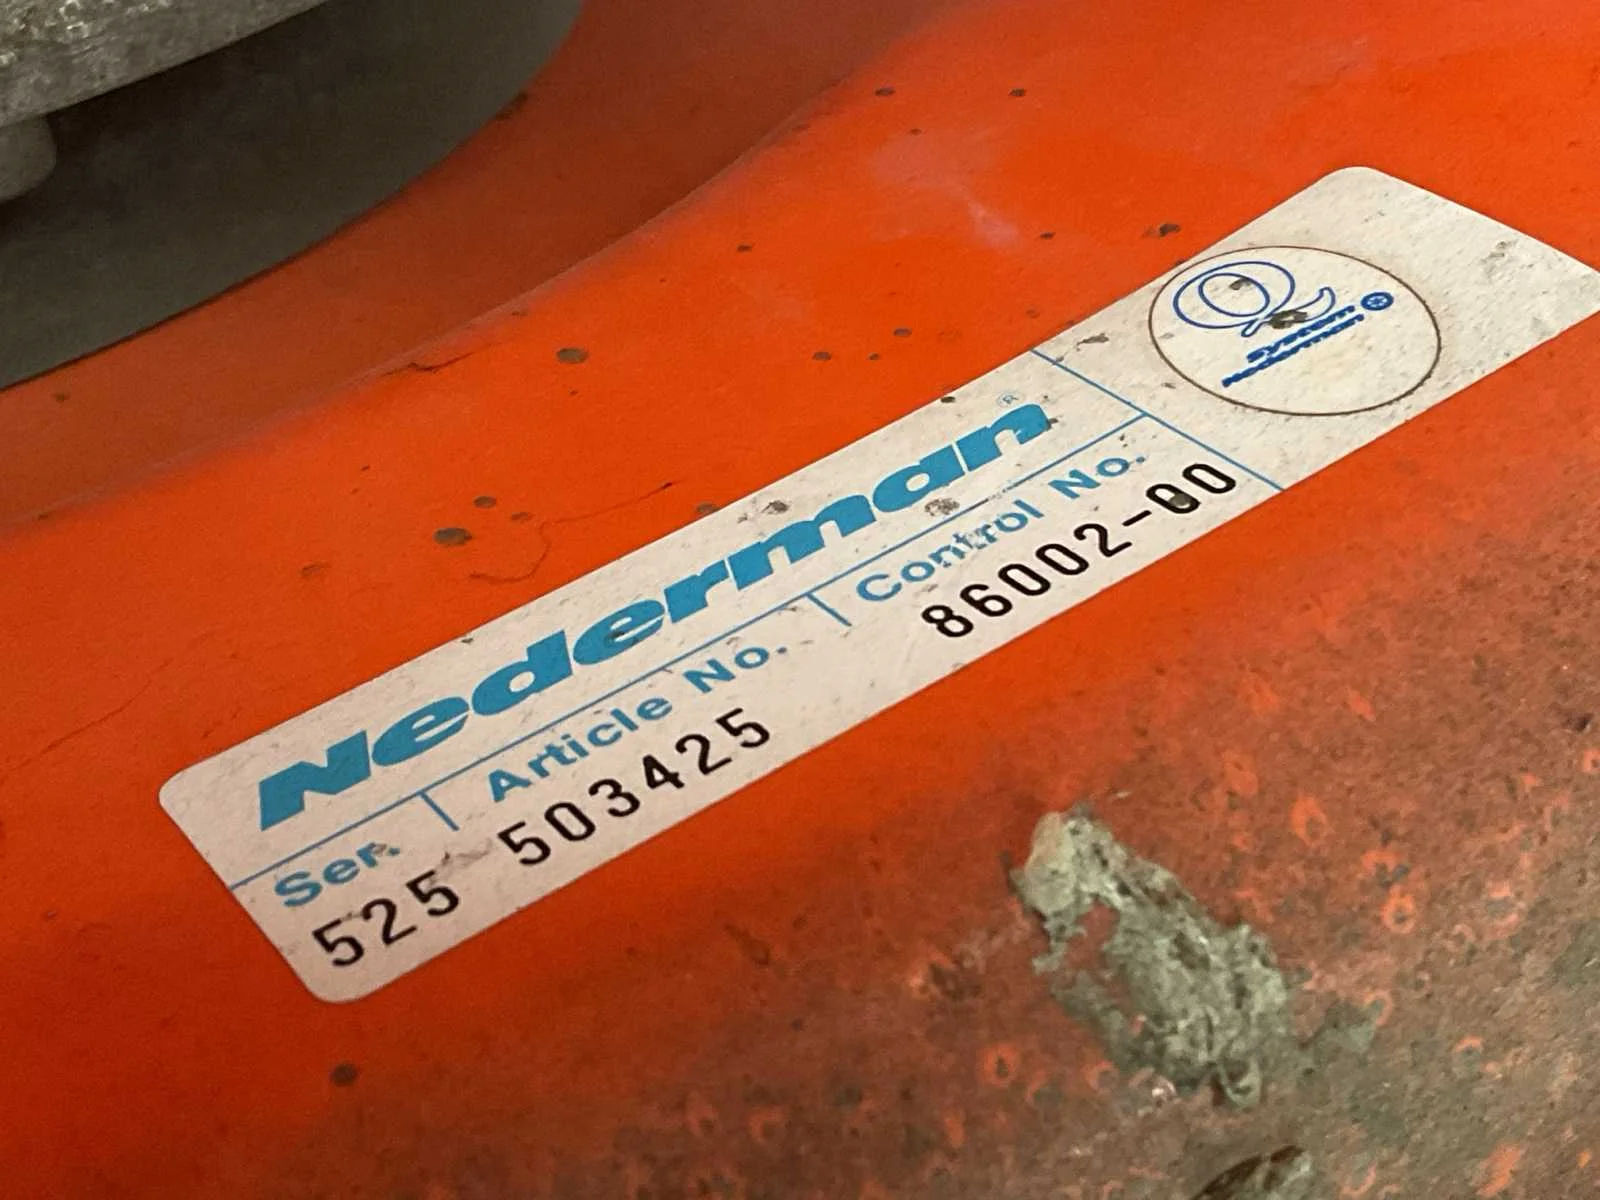 Nederman®
Ser. Article No. Control No.
525 503425 86002-00
Q
SYSTEM
Nederman